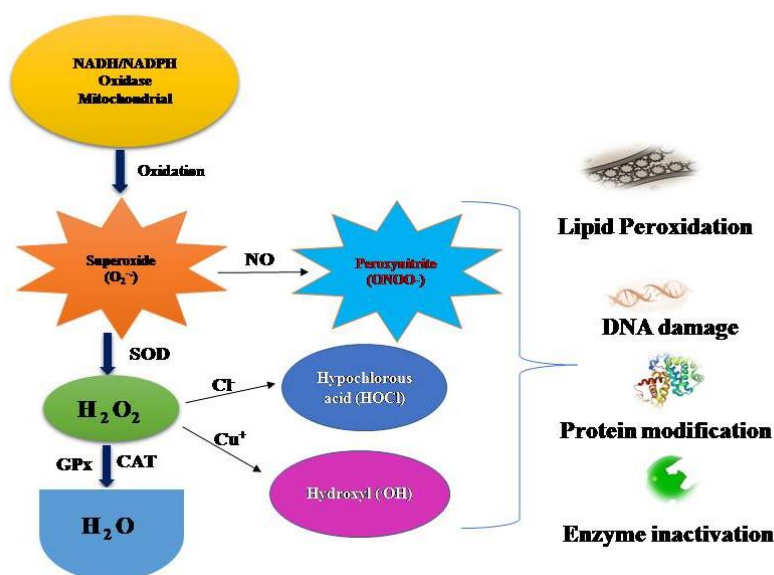 NADH/NADPH
Oxidase
Mitochondrial
Oxidation
Superoxide
(O₂⁻•)
NO
Peroxynitrite
(ONOO-)
SOD
H₂O₂
Cl⁻
Hypochlorous
acid (HOCl)
Cu⁺
Hydroxyl (·OH)
GPx
CAT
H₂O
Lipid Peroxidation
DNA damage
Protein modification
Enzyme inactivation